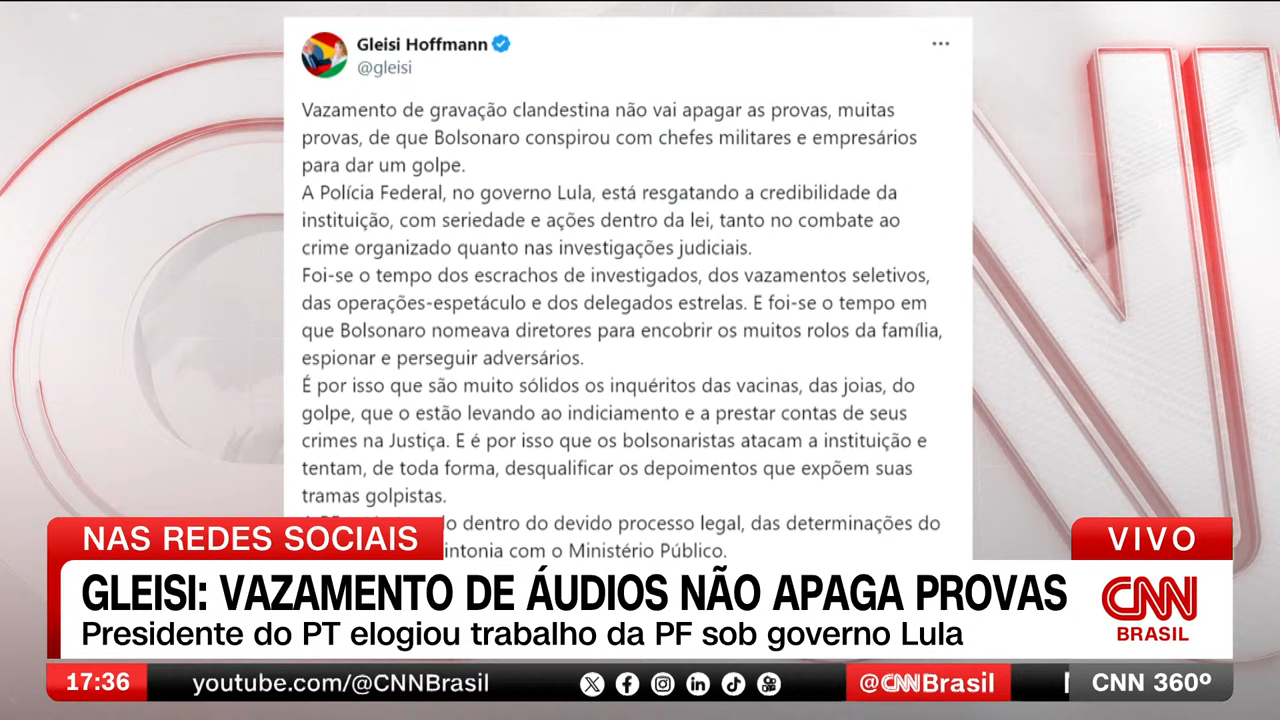 Gleisi Hoffmann
@gleisi
Vazamento de gravação clandestina não vai apagar as provas, muitas
provas, de que Bolsonaro conspirou com chefes militares e empresários
para dar um golpe.
A Polícia Federal, no governo Lula, está resgatando a credibilidade da
instituição, com seriedade e ações dentro da lei, tanto no combate ao
crime organizado quanto nas investigações judiciais.
Foi-se o tempo dos escrachos de investigados, dos vazamentos seletivos,
das operações-espetáculo e dos delegados estrelas. E foi-se o tempo em
que Bolsonaro nomeava diretores para encobrir os muitos rolos da família,
espionar e perseguir adversários.
É por isso que são muito sólidos os inquéritos das vacinas, das joias, do
golpe, que o estão levando ao indiciamento e a prestar contas de seus
crimes na Justiça. E é por isso que os bolsonaristas atacam a instituição e
tentam, de toda forma, desqualificar os depoimentos que expõem suas
tramas golpistas.
dentro do devido processo legal, das determinações do
com o Ministério Público.
NAS REDES SOCIAIS
VIVO
GLEISI: VAZAMENTO DE ÁUDIOS NÃO APAGA PROVAS
Presidente do PT elogiou trabalho da PF sob governo Lula
CNN
BRASIL
17:36
youtube.com/@CNNBrasil
@CNNBrasil
CNN 360º